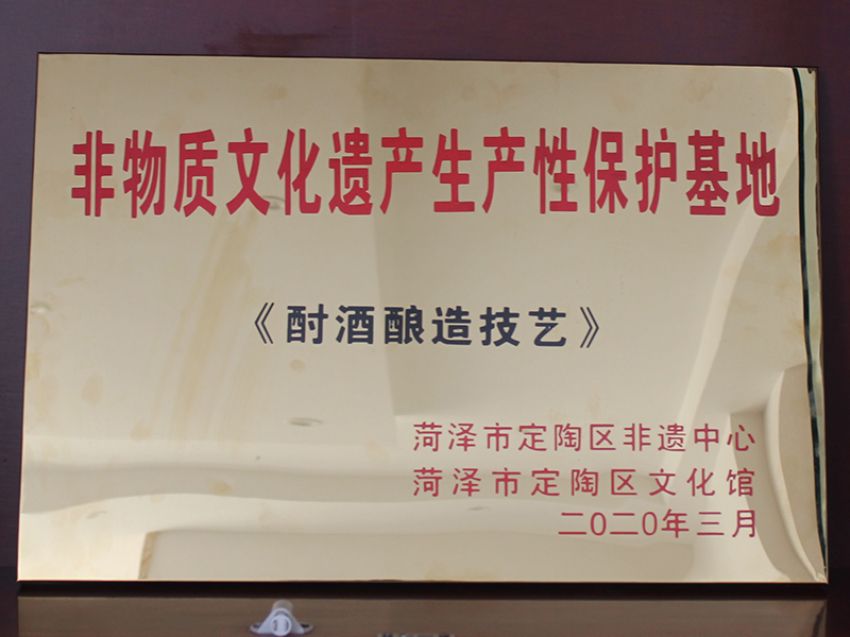 非物质文化遗产生产性保护基地
《酎酒酿造技艺》
菏泽市定陶区非遗中心
菏泽市定陶区文化馆
二0二0年三月